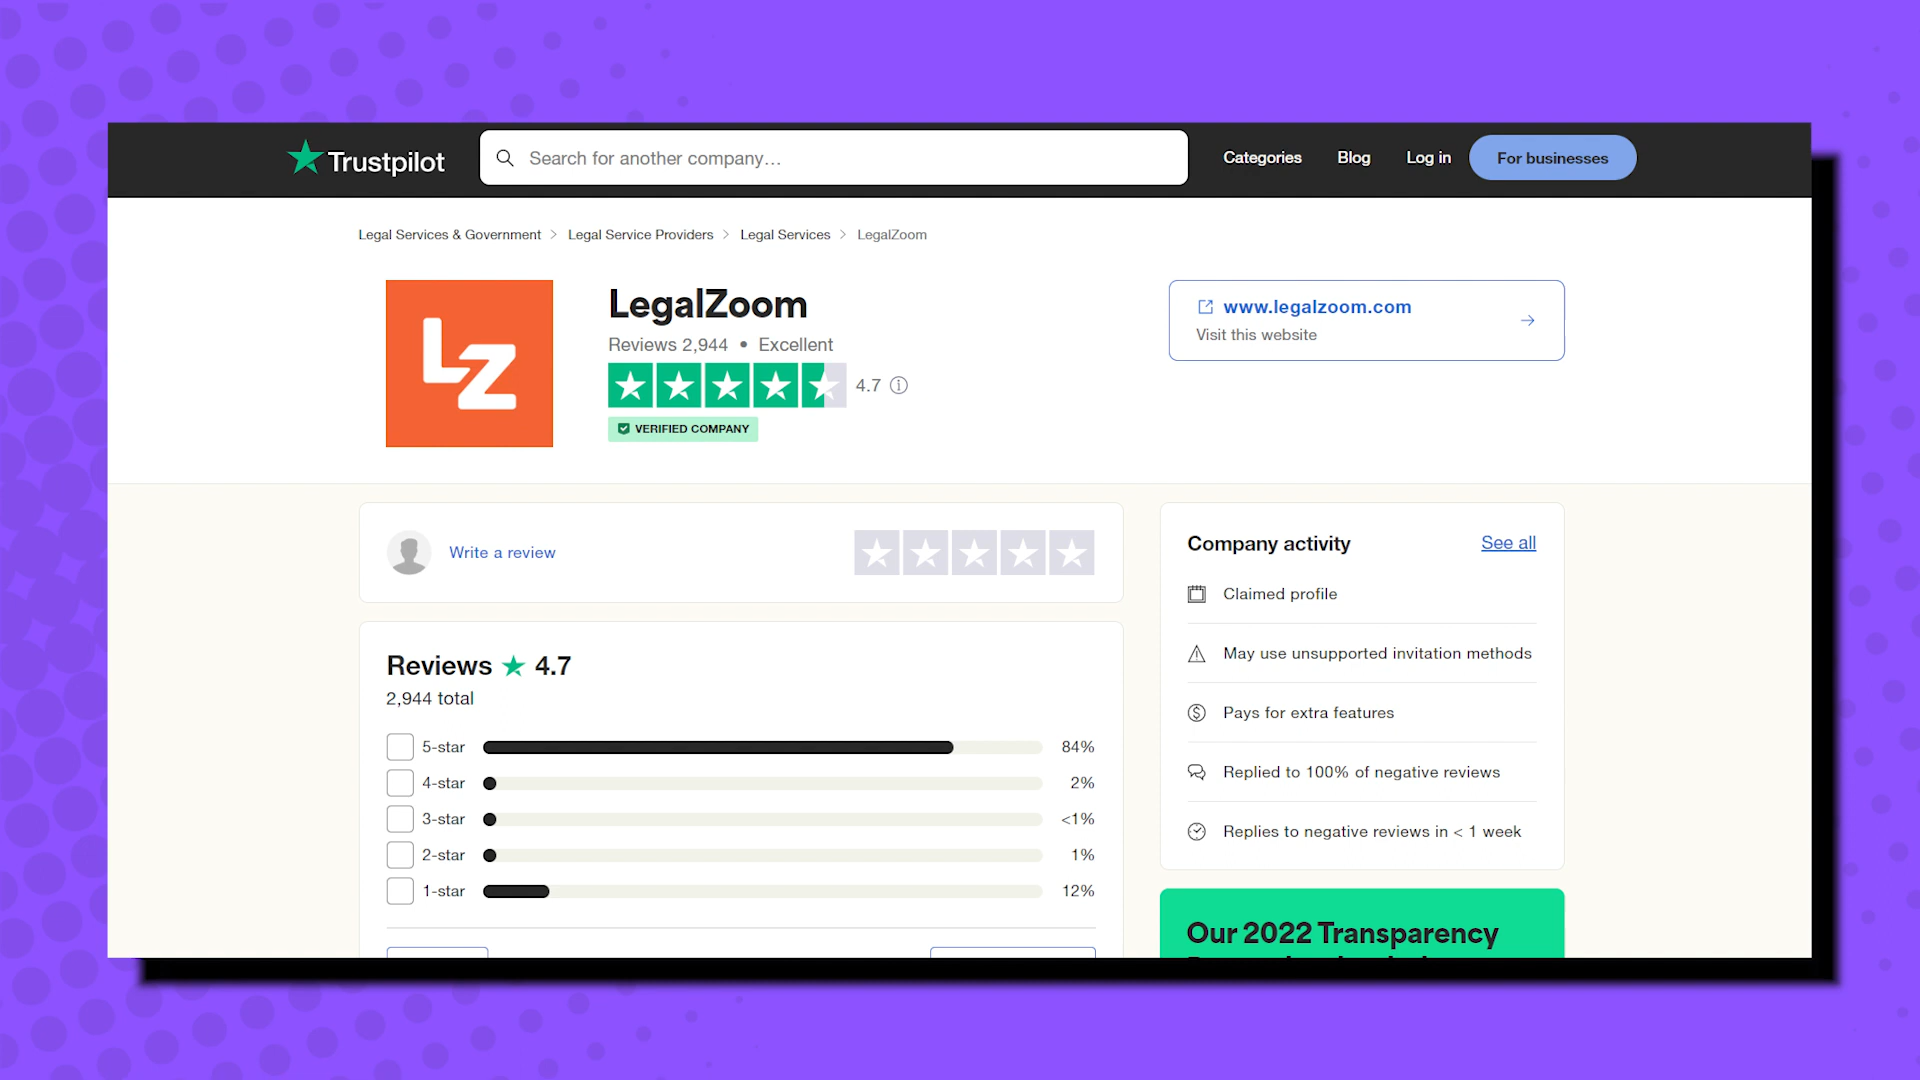 Trustpilot
Search for another company…
Categories
Blog
Log in
For businesses
Legal Services & Government > Legal Service Providers > Legal Services > LegalZoom
LZ
LegalZoom
Reviews 2,944 • Excellent
4.7
VERIFIED COMPANY
www.legalzoom.com
Visit this website
Write a review
Reviews ★ 4.7
2,944 total
5-star 84%
4-star 2%
3-star <1%
2-star 1%
1-star 12%
Company activity
See all
Claimed profile
May use unsupported invitation methods
Pays for extra features
Replied to 100% of negative reviews
Replies to negative reviews in < 1 week
Our 2022 Transparency